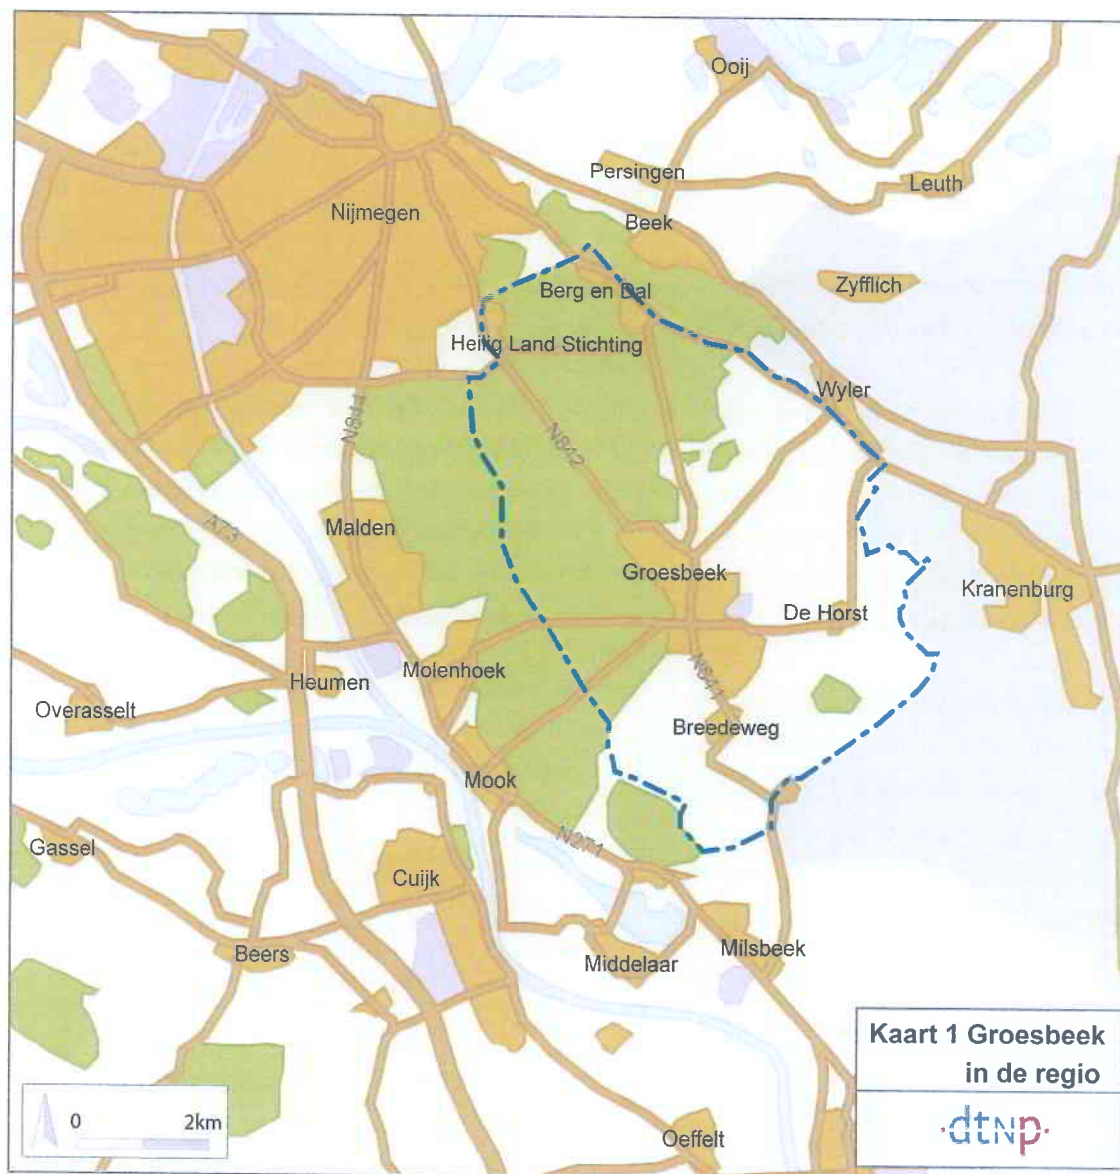 Ooij
Persingen
Leuth
Nijmegen
Beek
Zyfflich
Berg en Dal
Heilig Land Stichting
Wyler
N844
N842
A73
Malden
Groesbeek
Kranenburg
De Horst
Molenhoek
Heumen
N841
Overasselt
Breedeweg
Mook
N271
Gassel
Cuijk
Beers
Middelaar
Milsbeek
Kaart 1 Groesbeek
in de regio
0 2km
·dtnp·
Oeffelt